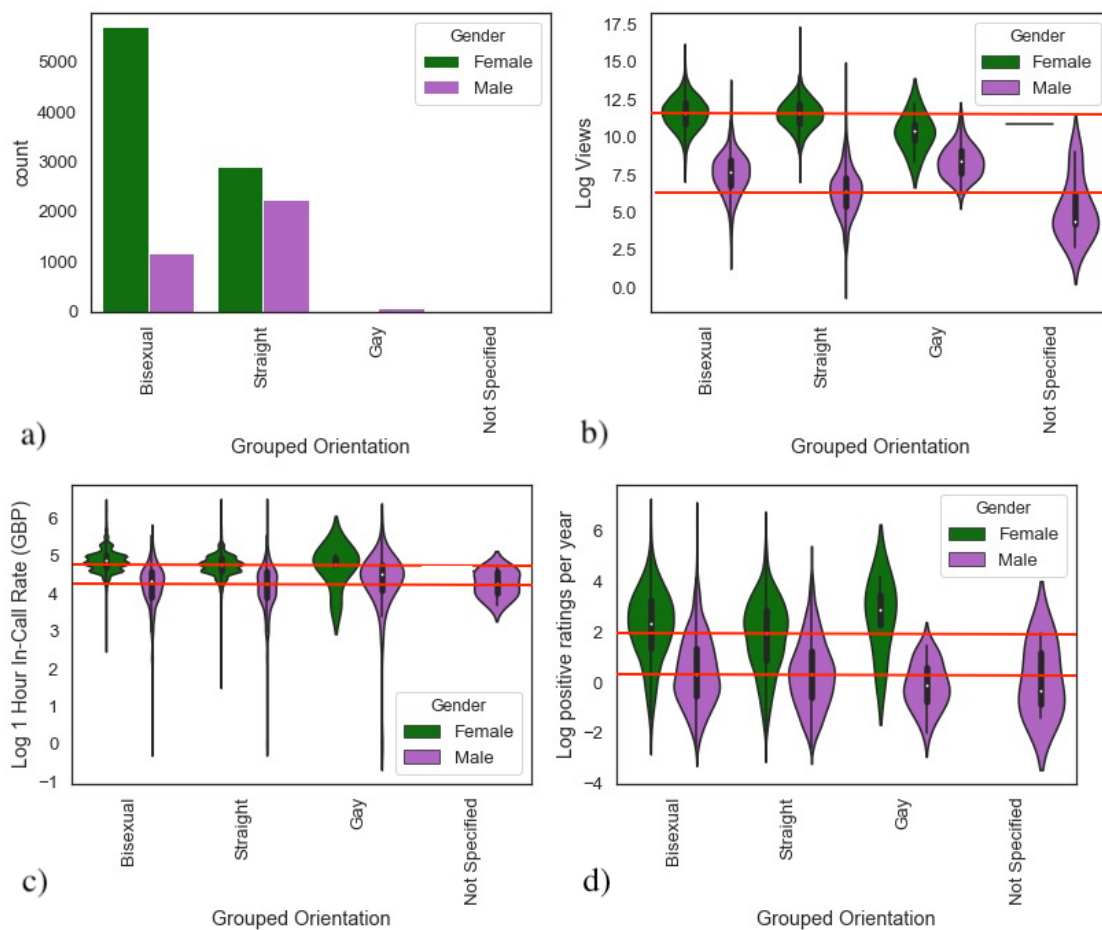 count
5000
4000
3000
2000
1000
0
Gender
Female
Male
Bisexual
Straight
Gay
Not Specified
Grouped Orientation
a)
Log Views
17.5
15.0
12.5
10.0
7.5
5.0
2.5
0.0
Gender
Female
Male
Bisexual
Straight
Gay
Not Specified
Grouped Orientation
b)
Log 1 Hour In-Call Rate (GBP)
6
5
4
3
2
1
0
−1
Gender
Female
Male
Bisexual
Straight
Gay
Not Specified
Grouped Orientation
c)
Log positive ratings per year
6
4
2
0
−2
−4
Gender
Female
Male
Bisexual
Straight
Gay
Not Specified
Grouped Orientation
d)